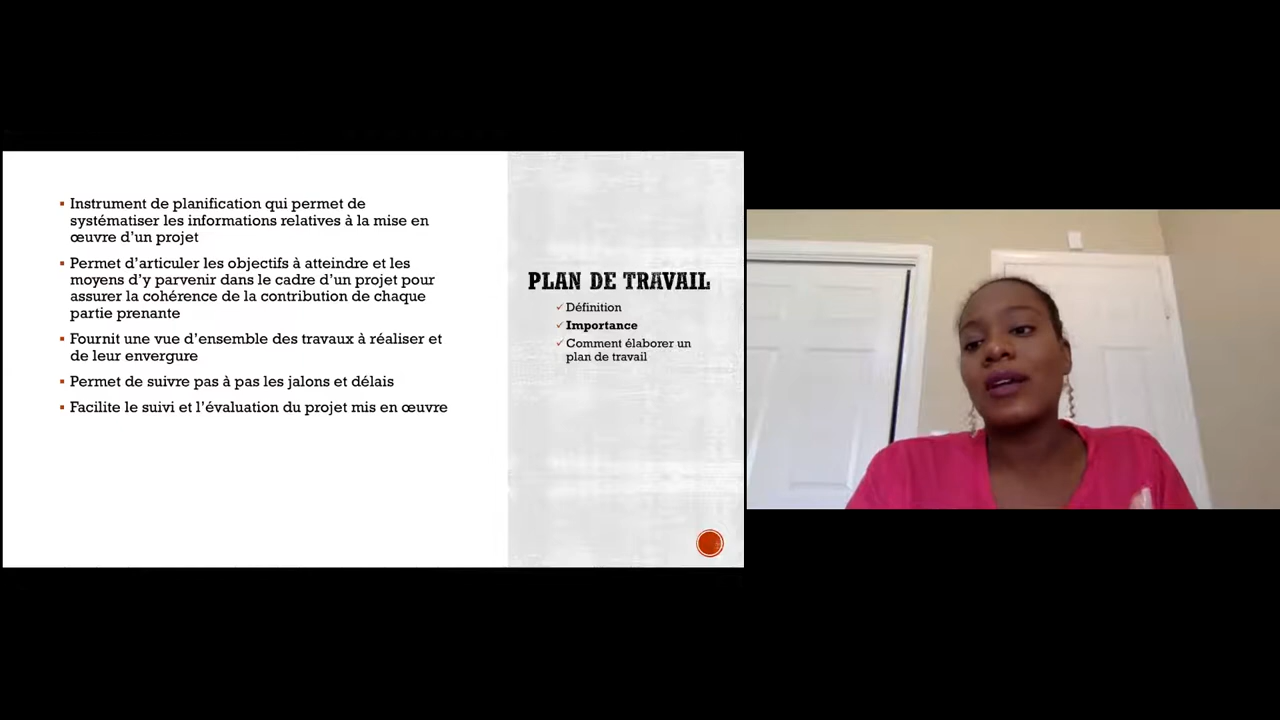 Instrument de planification qui permet de
systématiser les informations relatives à la mise en
œuvre d'un projet
Permet d'articuler les objectifs à atteindre et les
moyens d'y parvenir dans le cadre d'un projet pour
assurer la cohérence de la contribution de chaque
partie prenante
Fournit une vue d'ensemble des travaux à réaliser et
de leur envergure
Permet de suivre pas à pas les jalons et délais
Facilite le suivi et l'évaluation du projet mis en œuvre
PLAN DE TRAVAIL
Définition
Importance
Comment élaborer un
plan de travail